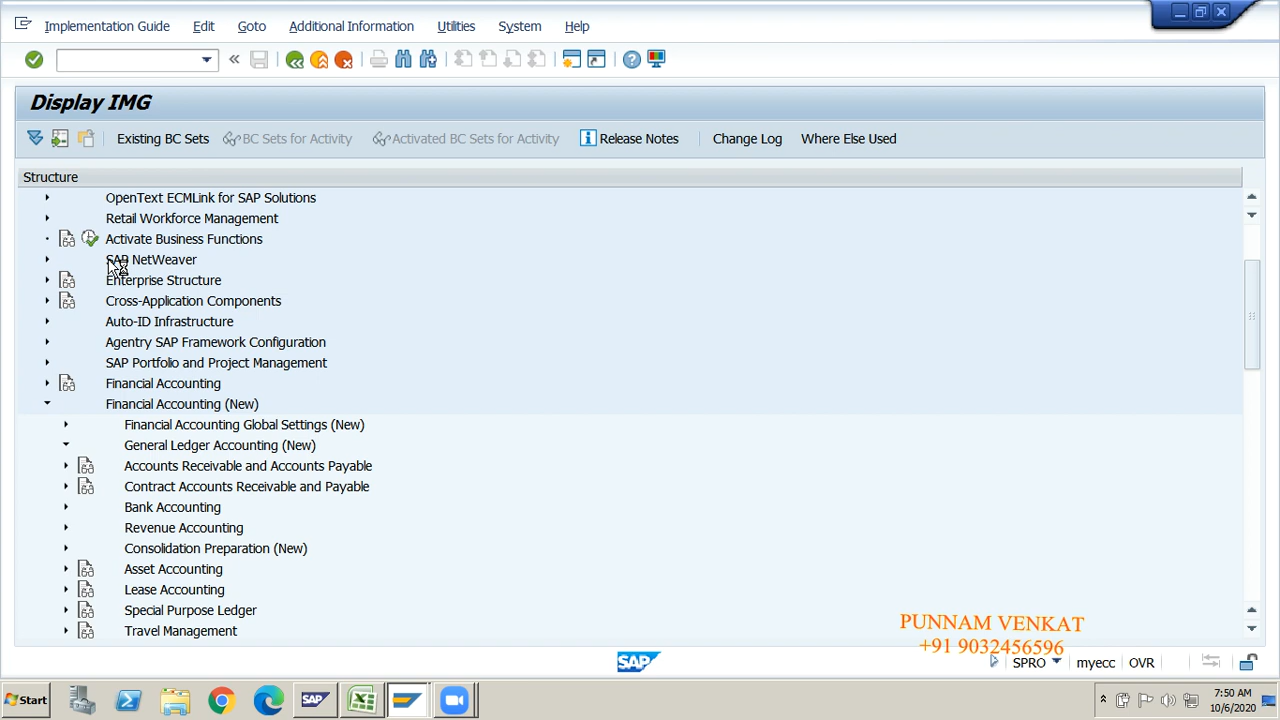 Implementation Guide Edit Goto Additional Information Utilities System Help
Display IMG
Existing BC Sets BC Sets for Activity Activated BC Sets for Activity Release Notes Change Log Where Else Used
Structure
OpenText ECMLink for SAP Solutions
Retail Workforce Management
Activate Business Functions
SAP NetWeaver
Enterprise Structure
Cross-Application Components
Auto-ID Infrastructure
Agentry SAP Framework Configuration
SAP Portfolio and Project Management
Financial Accounting
Financial Accounting (New)
Financial Accounting Global Settings (New)
General Ledger Accounting (New)
Accounts Receivable and Accounts Payable
Contract Accounts Receivable and Payable
Bank Accounting
Revenue Accounting
Consolidation Preparation (New)
Asset Accounting
Lease Accounting
Special Purpose Ledger
Travel Management
PUNNAM VENKAT
+91 9032456596
SAP SPRO myecc OVR
Start SAP 7:50 AM
10/6/2020